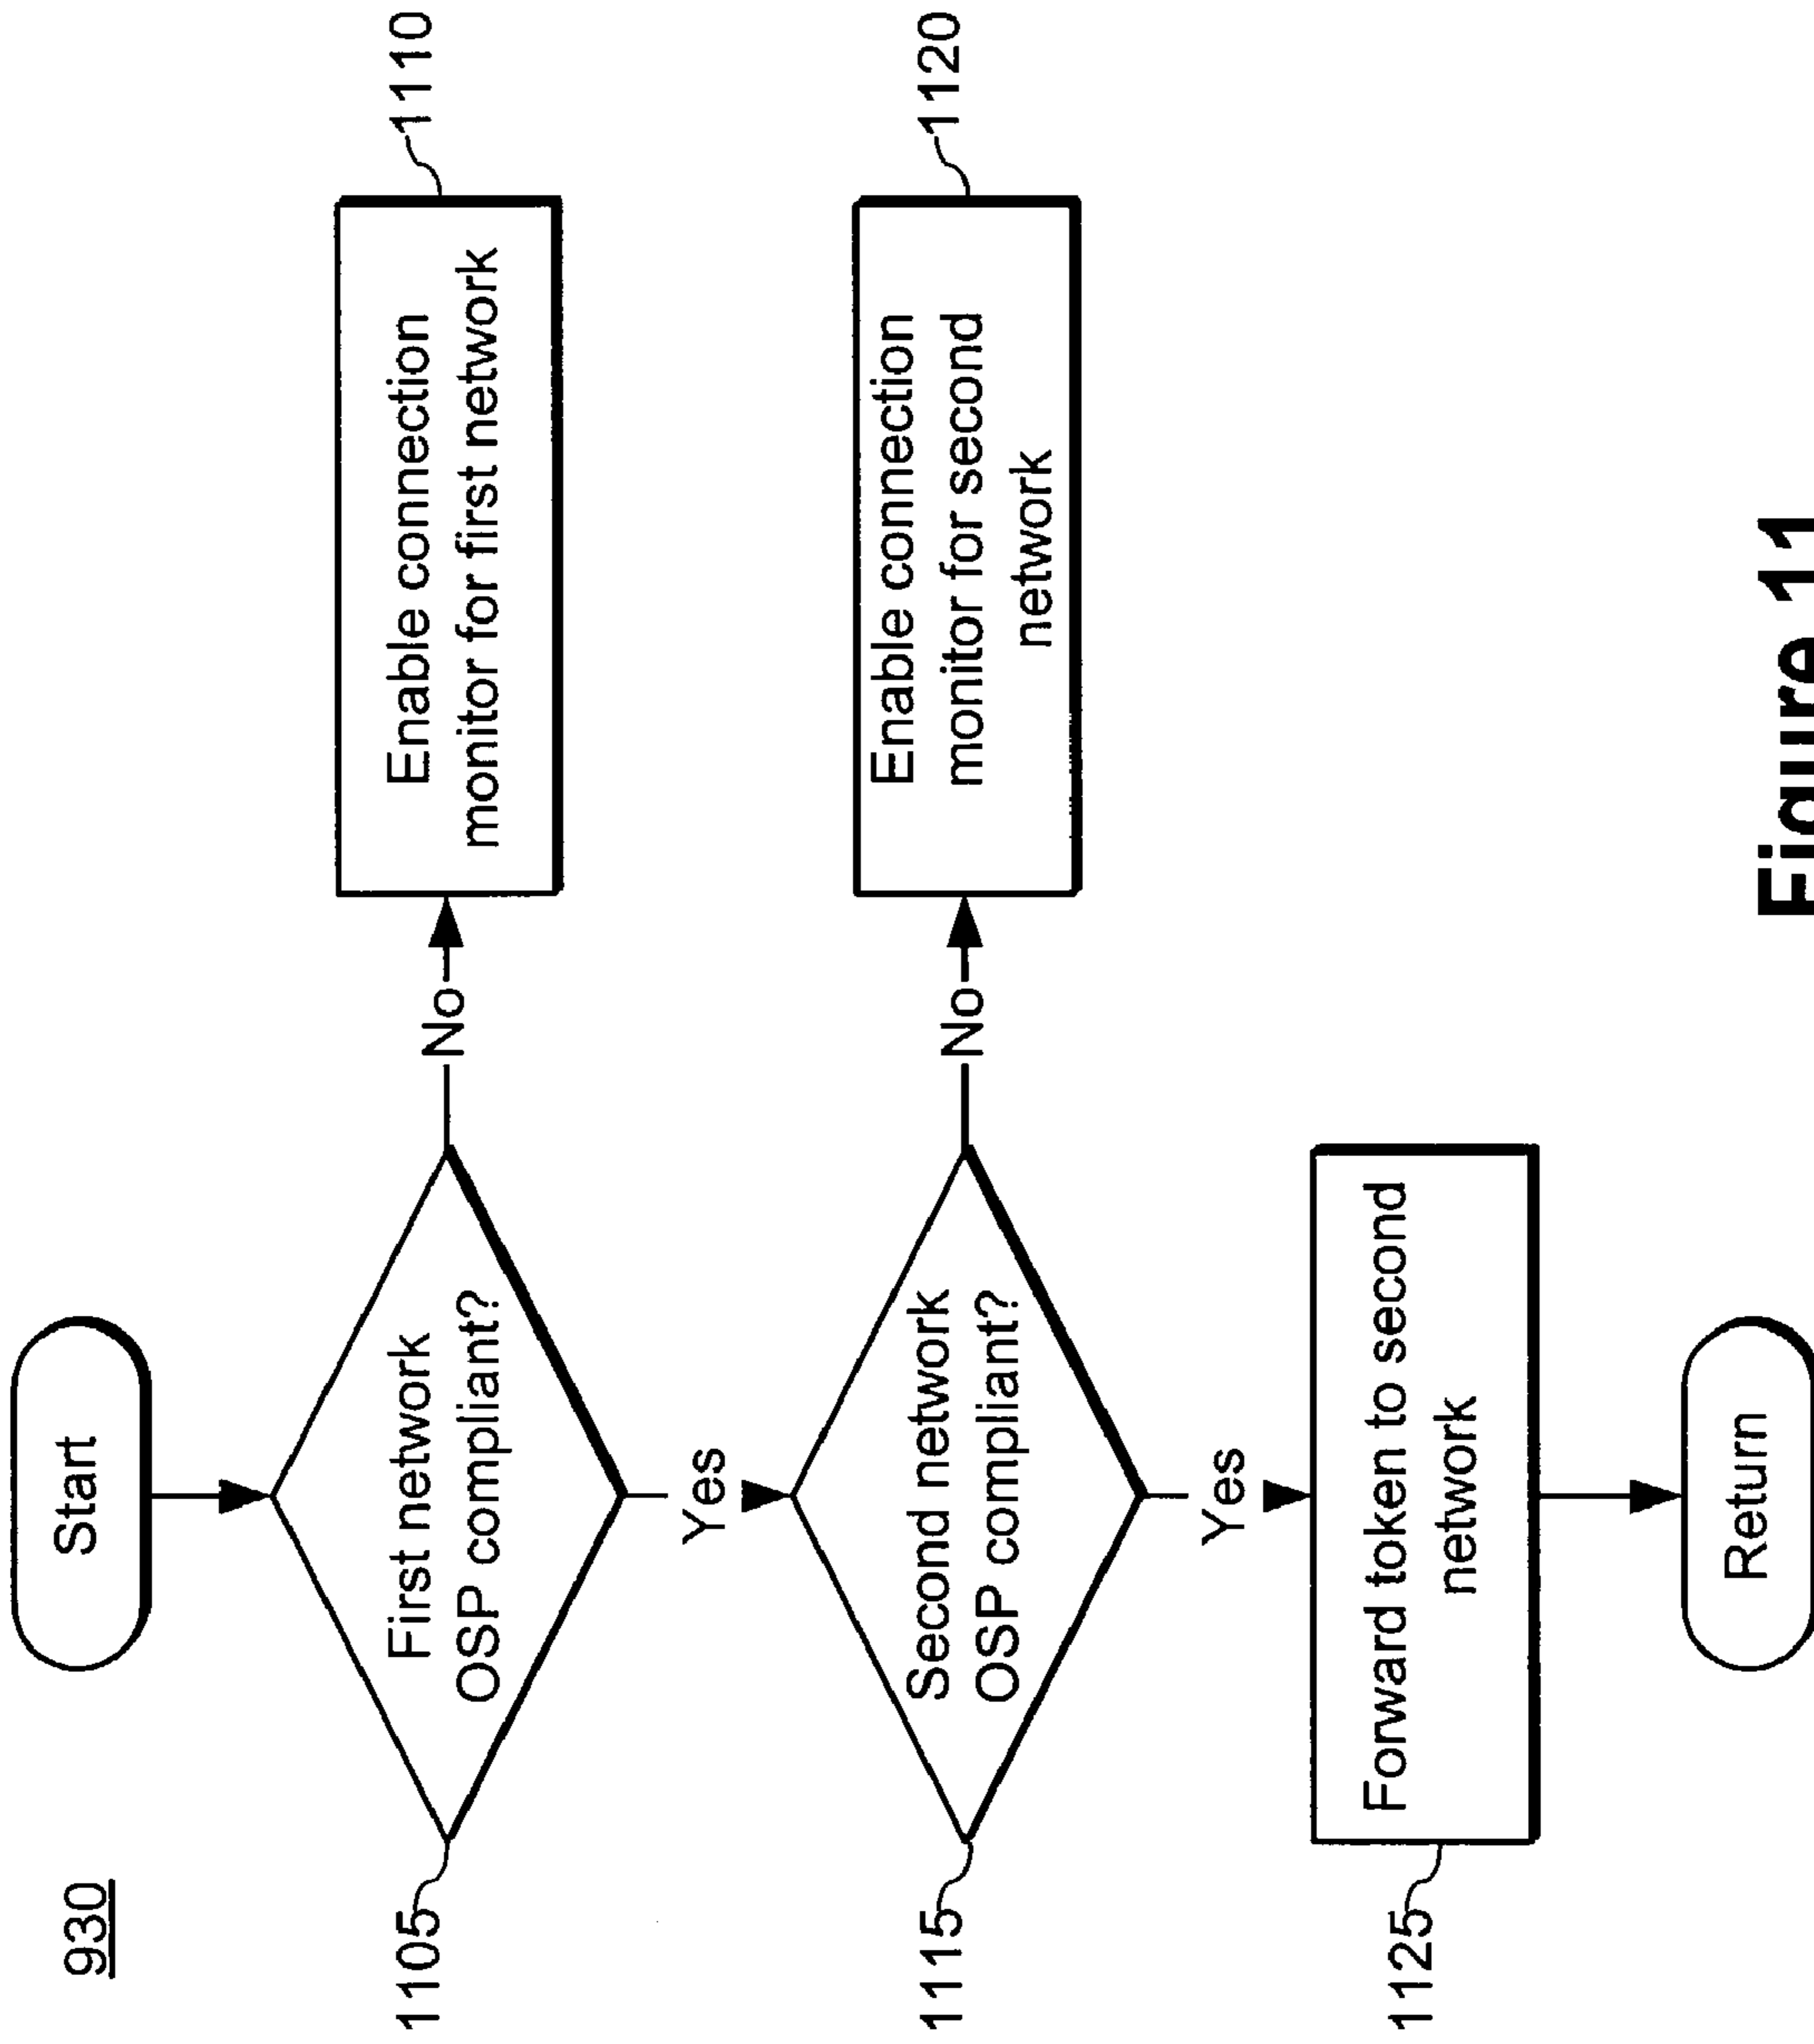 930
Start
1105
First network
OSP compliant?
No
Enable connection
monitor for first network
1110
Yes
1115
Second network
OSP compliant?
No
Enable connection
monitor for second
network
1120
Yes
1125
Forward token to second
network
Return
Figure 11